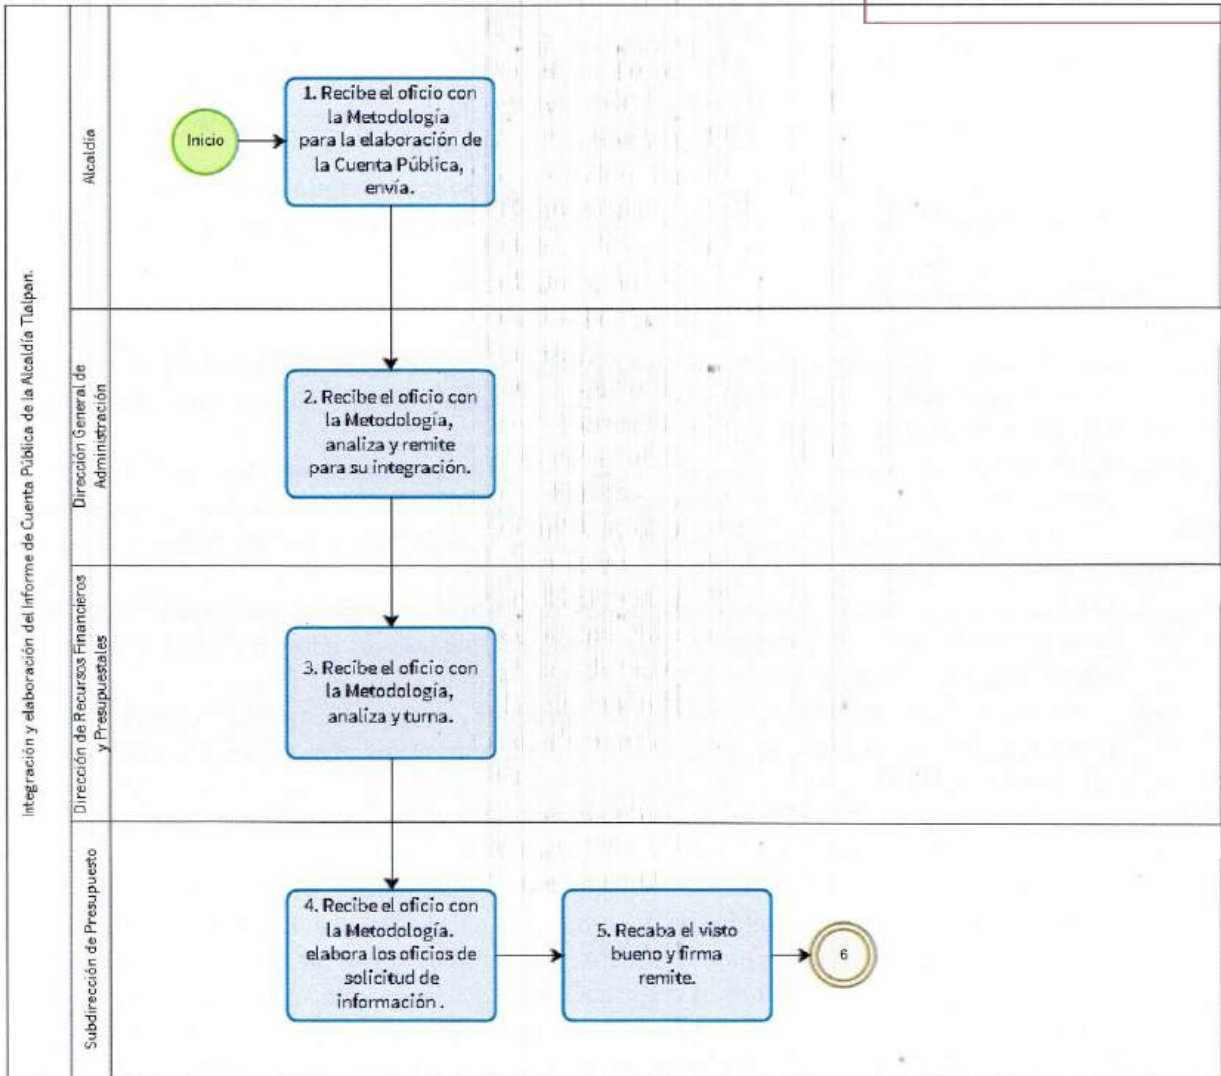 Integración y elaboración del Informe de Cuenta Pública de la Alcaldía Tlalpan.
Alcaldía
Inicio
1. Recibe el oficio con
la Metodología
para la elaboración de
la Cuenta Pública,
envía.
Dirección General de
Administración
2. Recibe el oficio con
la Metodología,
analiza y remite
para su integración.
Dirección de Recursos Financieros
y Presupuestales
3. Recibe el oficio con
la Metodología,
analiza y turna.
Subdirección de Presupuesto
4. Recibe el oficio con
la Metodología.
elabora los oficios de
solicitud de
información .
5. Recaba el visto
bueno y firma
remite.
6